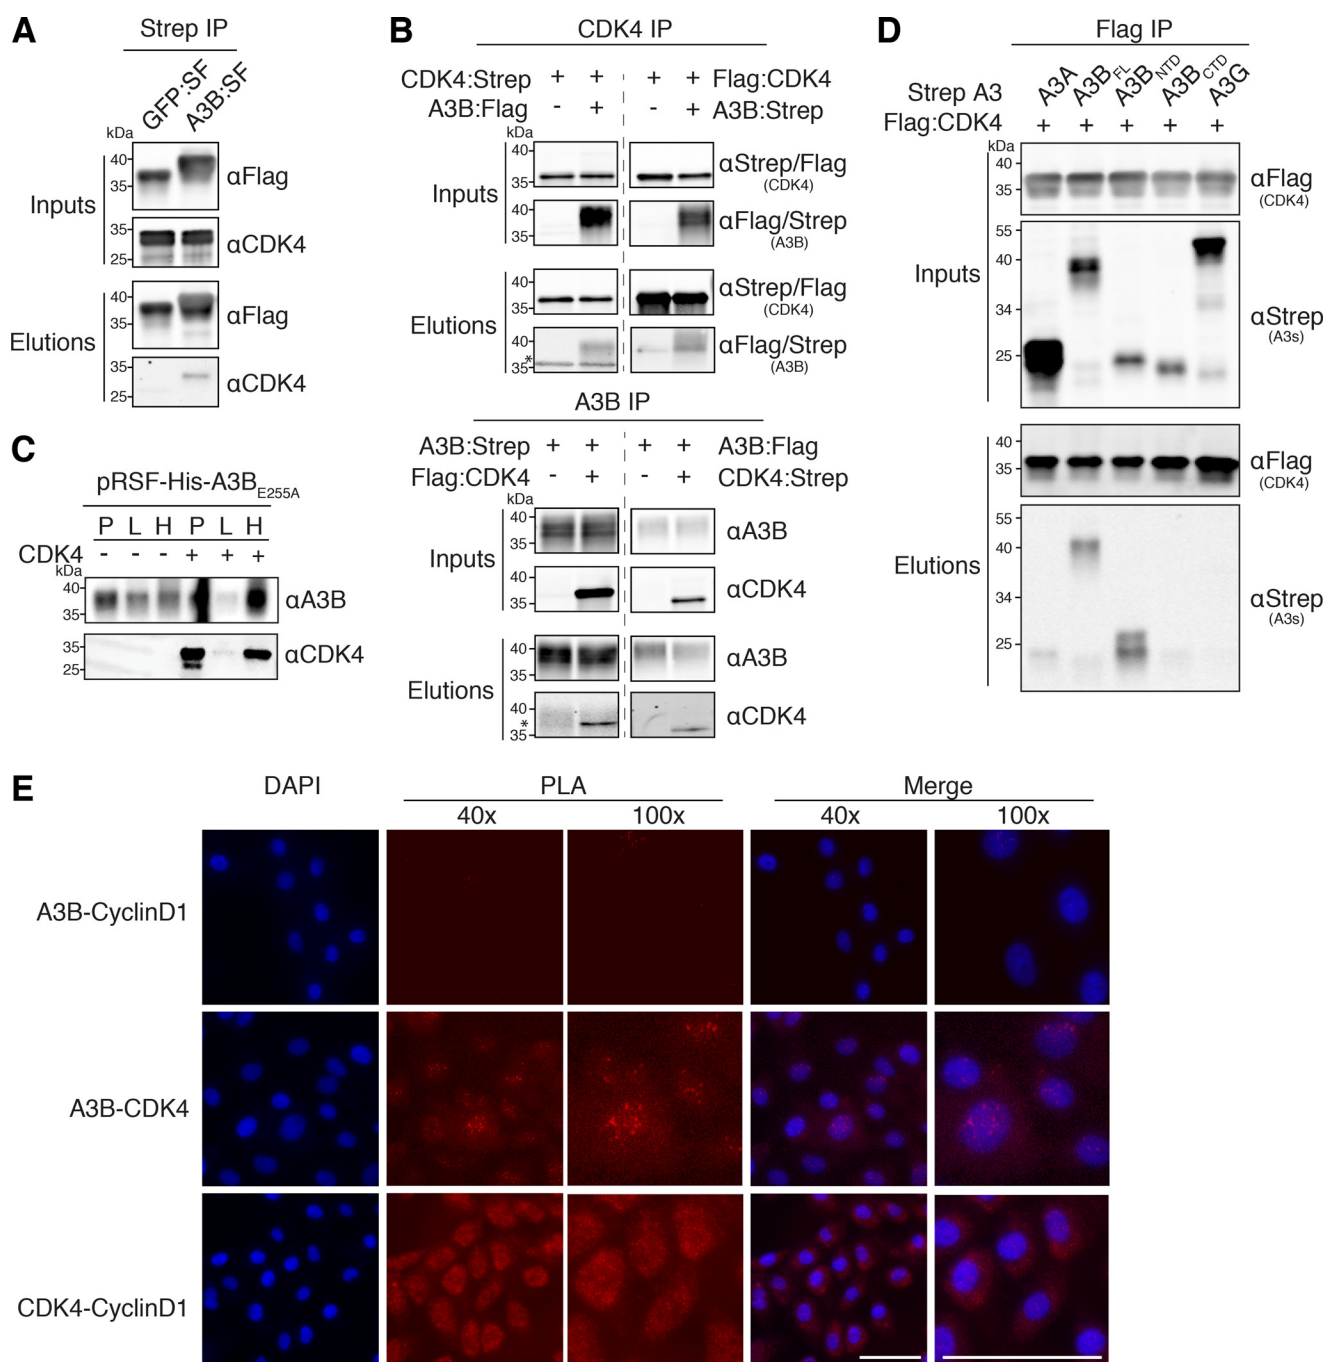 A
Strep IP
GFP:SF
A3B:SF
kDa
40
35
αFlag
Inputs
35
25
αCDK4
40
35
αFlag
Elutions
35
25
αCDK4
B
CDK4 IP
CDK4:Strep + + + + Flag:CDK4
A3B:Flag - + - + A3B:Strep
kDa
40
35
αStrep/Flag
(CDK4)
Inputs
40
35
αFlag/Strep
(A3B)
40
35
αStrep/Flag
(CDK4)
Elutions
40
*
35
αFlag/Strep
(A3B)
A3B IP
A3B:Strep + + + + A3B:Flag
Flag:CDK4 - + - + CDK4:Strep
kDa
40
35
αA3B
Inputs
40
35
αCDK4
40
35
αA3B
Elutions
40
*
35
αCDK4
C
pRSF-His-A3BE255A
P L H P L H
CDK4 - - - + + +
kDa
40
35
αA3B
35
25
αCDK4
D
Flag IP
Strep A3 A3A A3BFL A3BNTD A3BCTD A3G
Flag:CDK4 + + + + +
kDa
40
35
αFlag
(CDK4)
Inputs
55
40
34
25
αStrep
(A3s)
40
35
αFlag
(CDK4)
Elutions
55
40
34
25
αStrep
(A3s)
E
DAPI PLA Merge
40x 100x 40x 100x
A3B-CyclinD1
A3B-CDK4
CDK4-CyclinD1